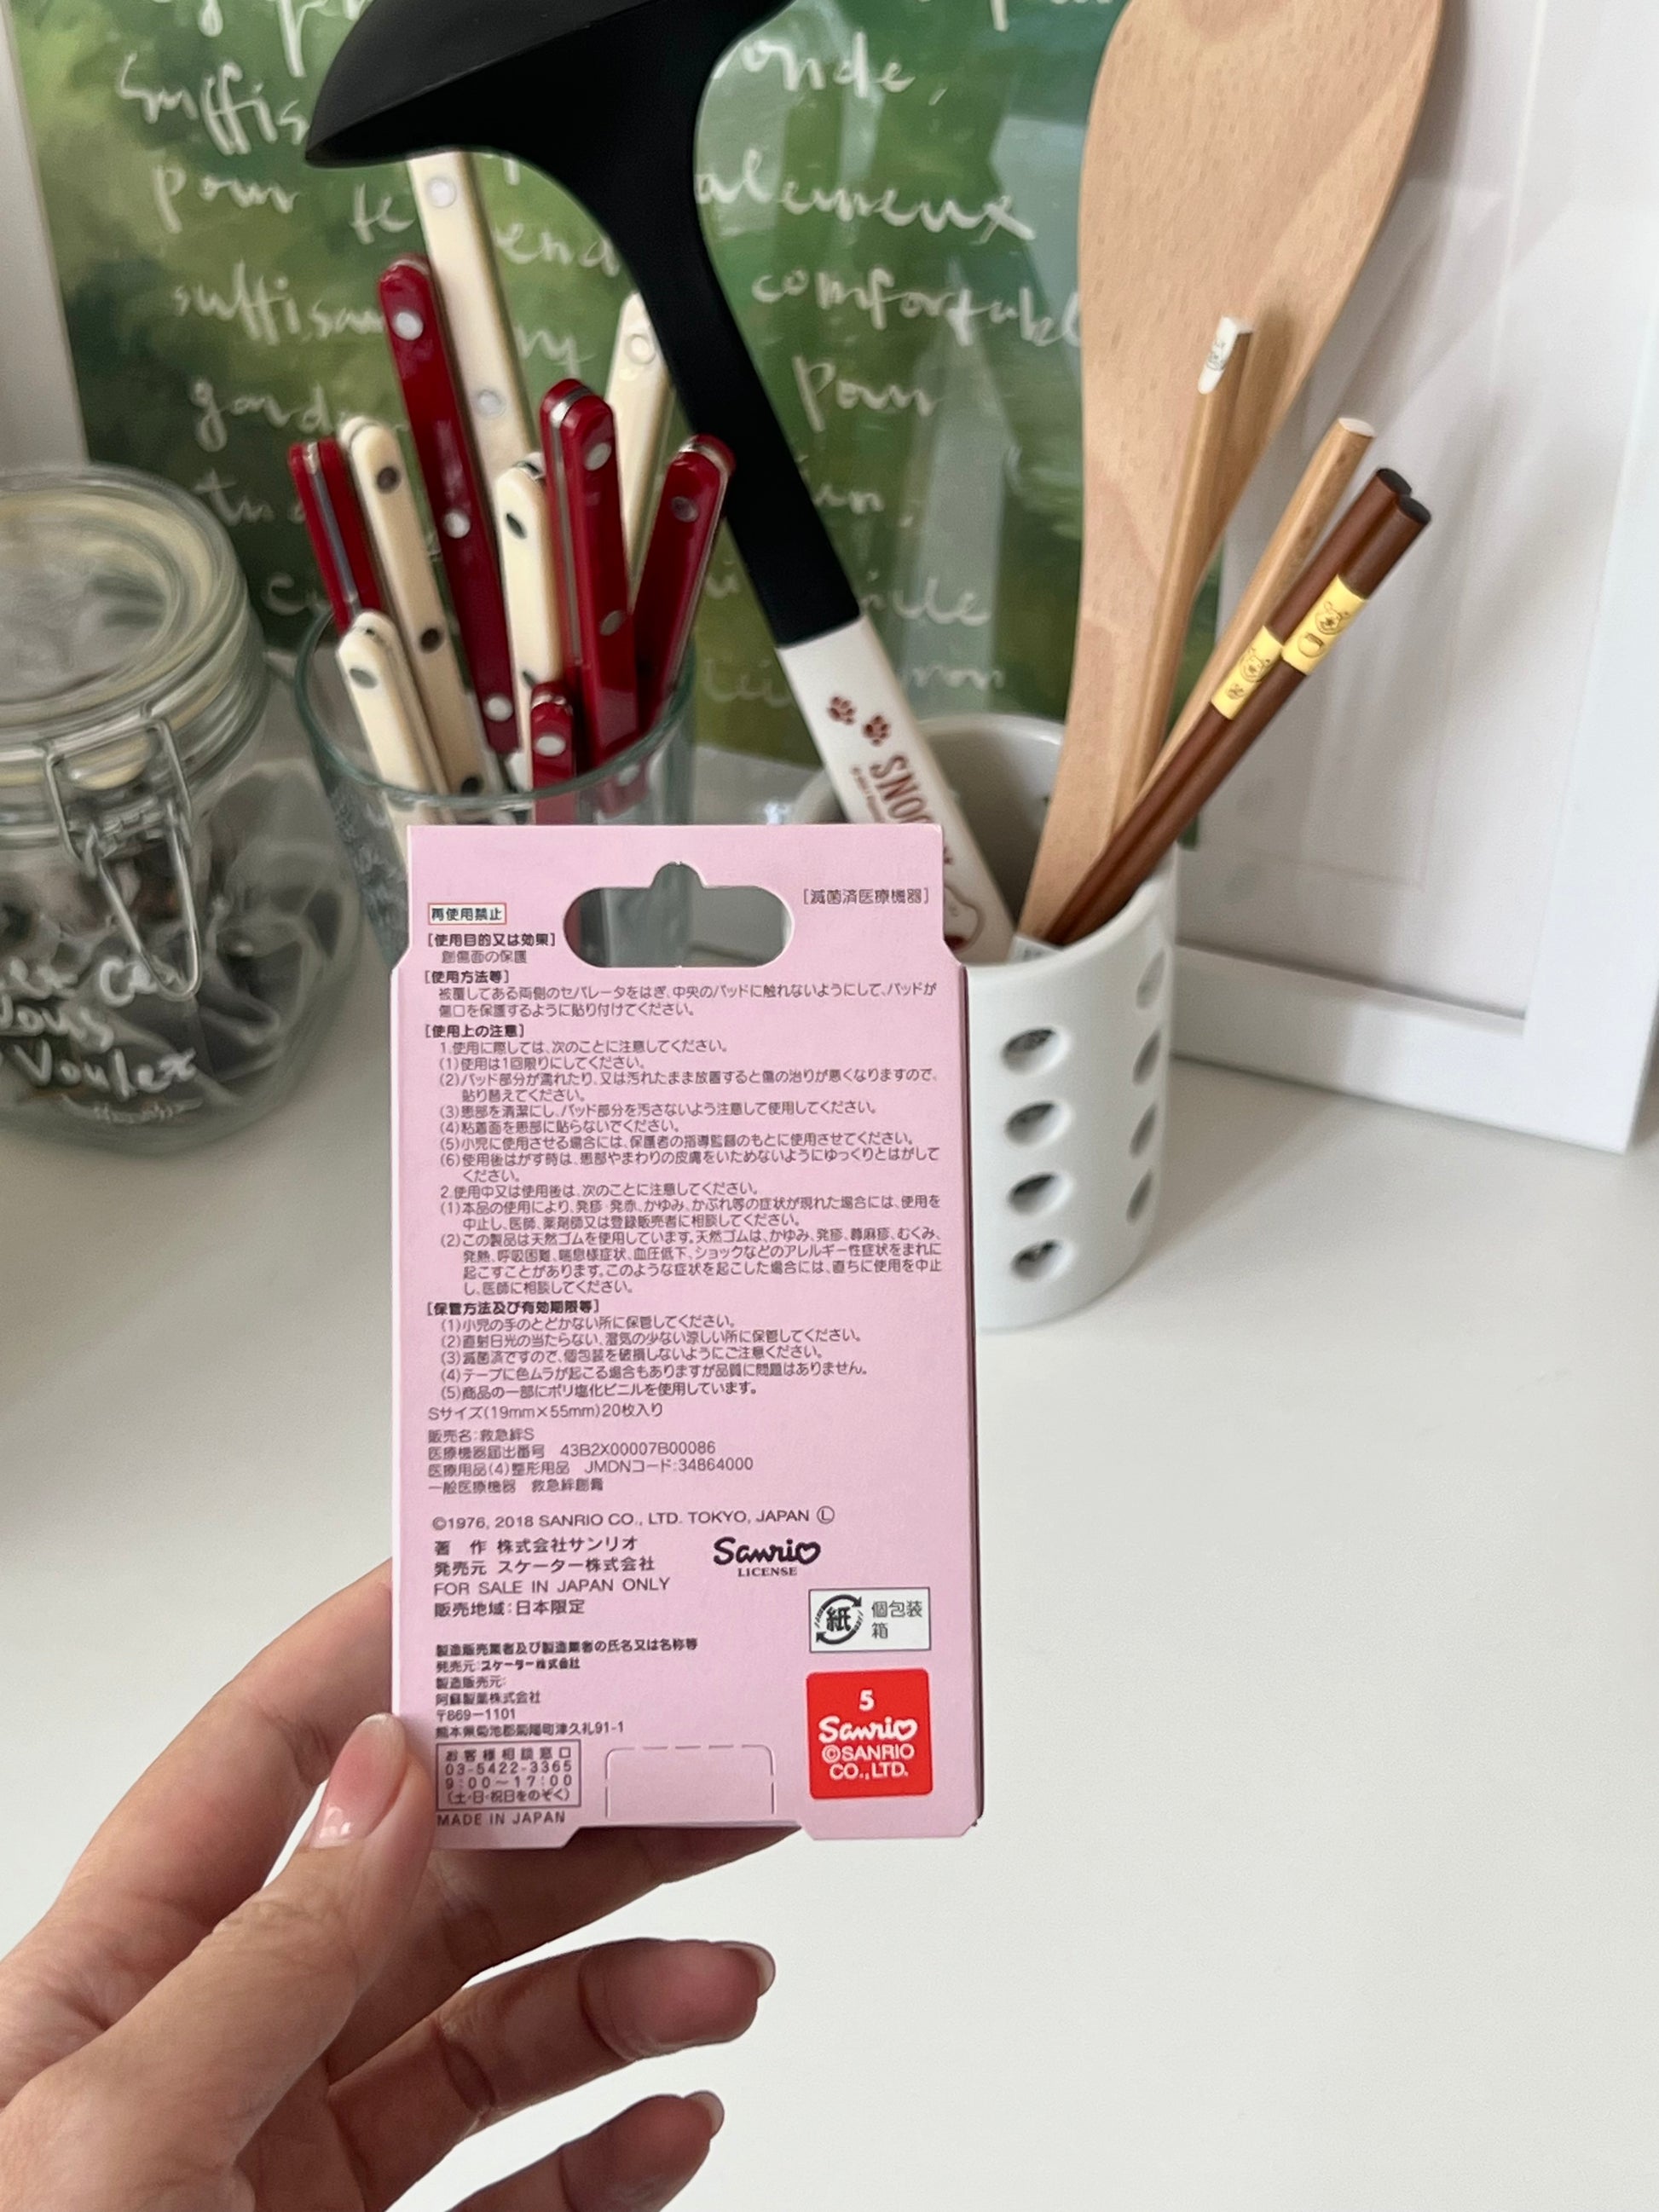 suffis
onde,
pour te
alement
suffisan
comfortabl
pour
SNOO
再使用禁止
[滅菌済医療機器]
[使用目的又は効果]
創傷面の保護
[使用方法等]
被覆してある両側のセパレータをはぎ、中央のパッドに触れないようにして、パッドが
傷口を保護するように貼り付けてください。
[使用上の注意]
1.使用に際しては、次のことに注意してください。
(1)使用は1回限りにしてください。
(2)パッド部分が濡れたり、又は汚れたまま放置すると傷の治りが悪くなりますので、
貼り替えてください。
(3)患部を清潔にし、パッド部分を汚さないよう注意して使用してください。
(4)粘着面を患部に貼らないでください。
(5)小児に使用させる場合には、保護者の指導監督のもとに使用させてください。
(6)使用後はがす時は、患部やまわりの皮膚をいためないようにゆっくりとはがして
ください。
2.使用中又は使用後は、次のことに注意してください。
(1)本品の使用により、発疹・発赤、かゆみ、かぶれ等の症状が現れた場合には、使用を
中止し、医師、薬剤師又は登録販売者に相談してください。
(2)この製品は天然ゴムを使用しています。天然ゴムは、かゆみ、発疹、蕁麻疹、むくみ、
発熱、呼吸困難、喘息様症状、血圧低下、ショックなどのアレルギー性症状をまれに
起こすことがあります。このような症状を起こした場合には、直ちに使用を中止
し、医師に相談してください。
[保管方法及び有効期限等]
(1)小児の手のとどかない所に保管してください。
(2)直射日光の当たらない、湿気の少ない涼しい所に保管してください。
(3)滅菌済ですので、個包装を破損しないようにご注意ください。
(4)テープに色ムラが起こる場合もありますが品質に問題はありません。
(5)商品の一部にポリ塩化ビニルを使用しています。
Sサイズ(19mm×55mm)20枚入り
販売名:救急絆S
医療機器届出番号 43B2X00007B00086
医療用品(4)整形用品 JMDNコード:34864000
一般医療機器 救急絆創膏
©1976, 2018 SANRIO CO., LTD. TOKYO, JAPAN Ⓛ
著 作 株式会社サンリオ
発売元 スケーター株式会社
FOR SALE IN JAPAN ONLY
販売地域:日本限定
Sanrio
LICENSE
紙
個包装
箱
製造販売業者及び製造業者の氏名又は名称等
発売元:スケーター株式会社
製造販売元:
阿蘇製薬株式会社
〒869-1101
熊本県菊池郡菊陽町津久礼91-1
お客様相談窓口
03-5422-3365
9:00〜17:00
(土・日・祝日をのぞく)
MADE IN JAPAN
5
Sanrio
©SANRIO
CO.,LTD.
Vous
Voulez